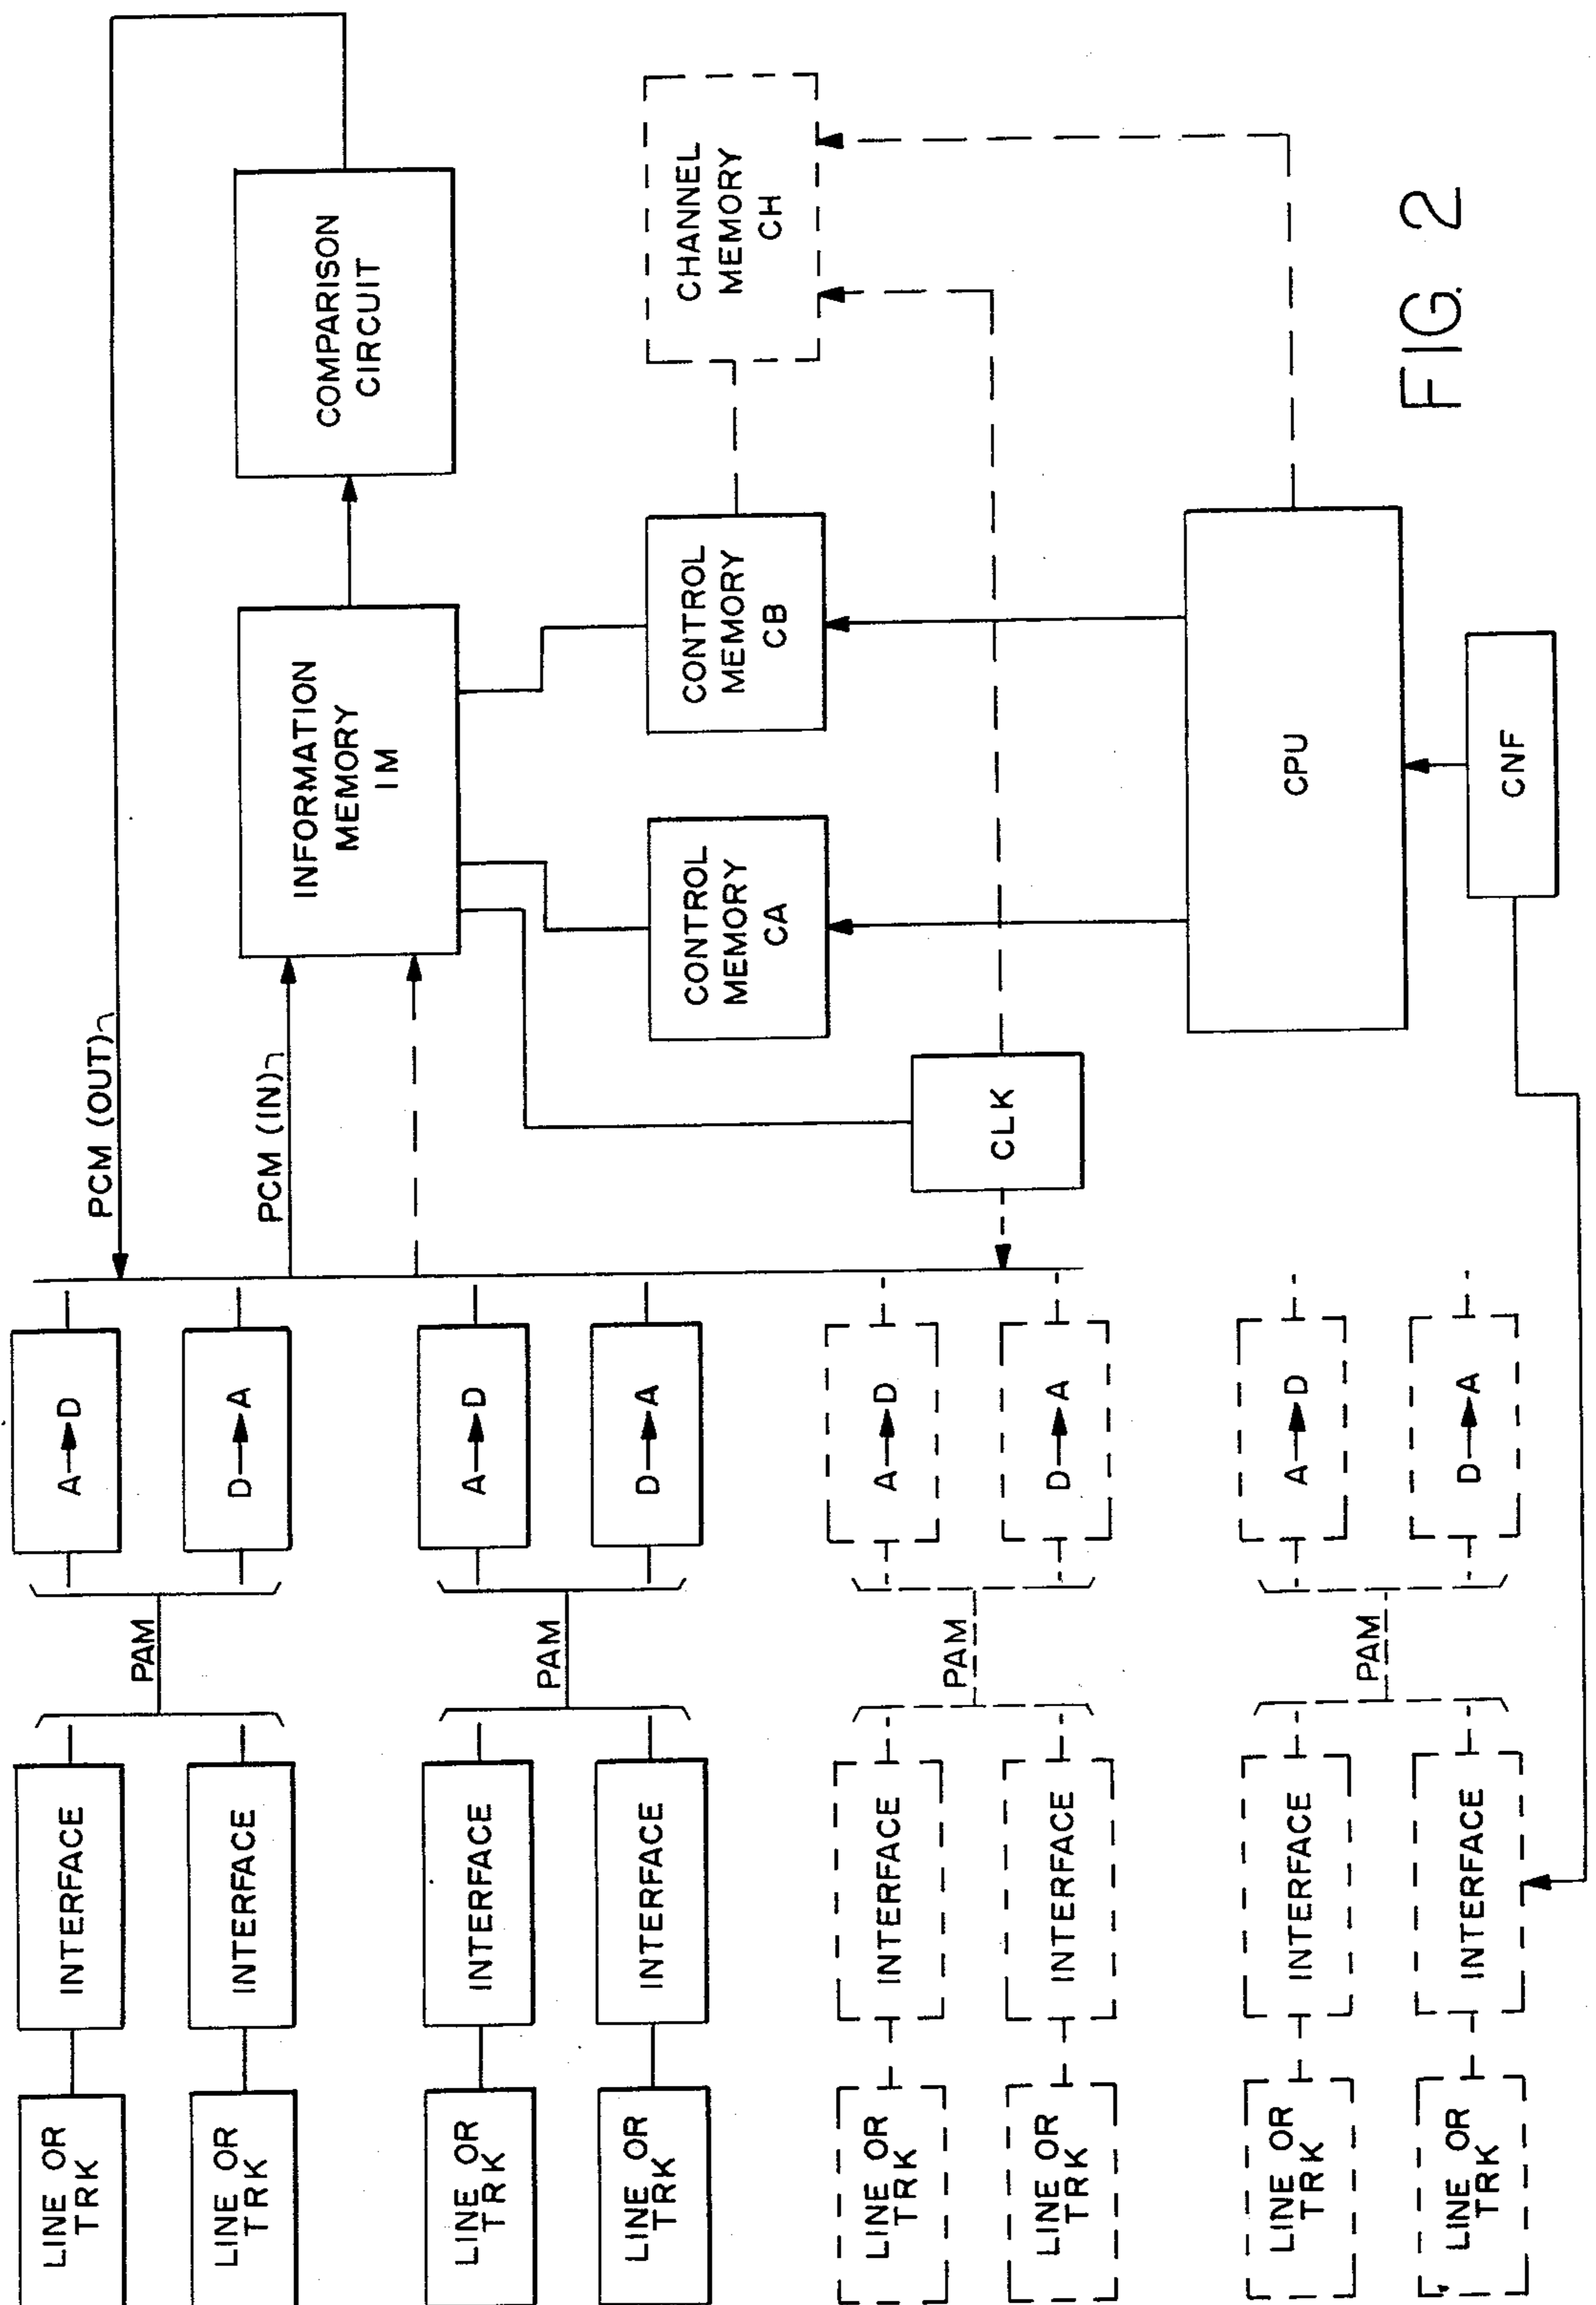 LINE OR
TRK
INTERFACE
PAM
A→D
PCM (OUT)
LINE OR
TRK
INTERFACE
D→A
PCM (IN)
INFORMATION
MEMORY
IM
COMPARISON
CIRCUIT
LINE OR
TRK
INTERFACE
PAM
A→D
LINE OR
TRK
INTERFACE
D→A
CONTROL
MEMORY
CA
CONTROL
MEMORY
CB
CHANNEL
MEMORY
CH
LINE OR
TRK
INTERFACE
PAM
A→D
LINE OR
TRK
INTERFACE
D→A
CLK
LINE OR
TRK
INTERFACE
PAM
A→D
CPU
LINE OR
TRK
INTERFACE
D→A
CNF
FIG. 2